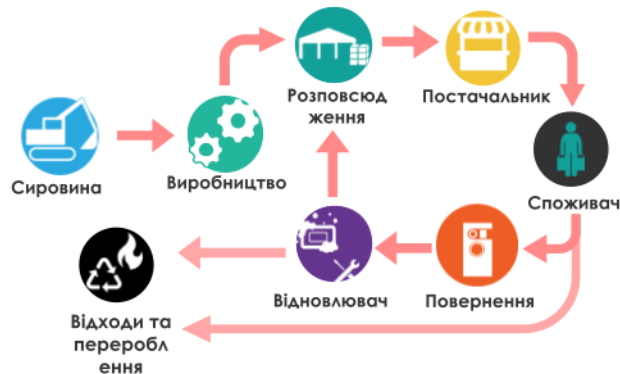 Розповсюд
ження
Постачальник
Сировина
Виробництво
Споживач
Відновлювач
Повернення
Відходи та
переробл
ення